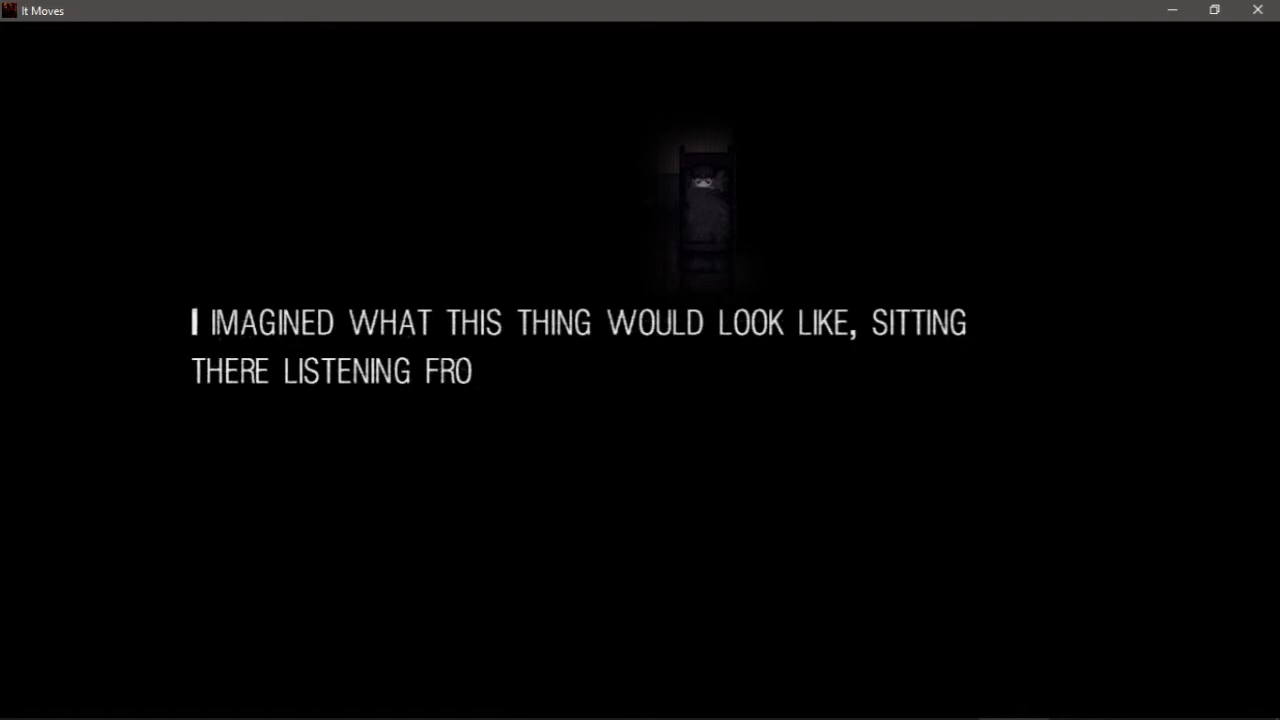 It Moves
I IMAGINED WHAT THIS THING WOULD LOOK LIKE, SITTING
THERE LISTENING FRO